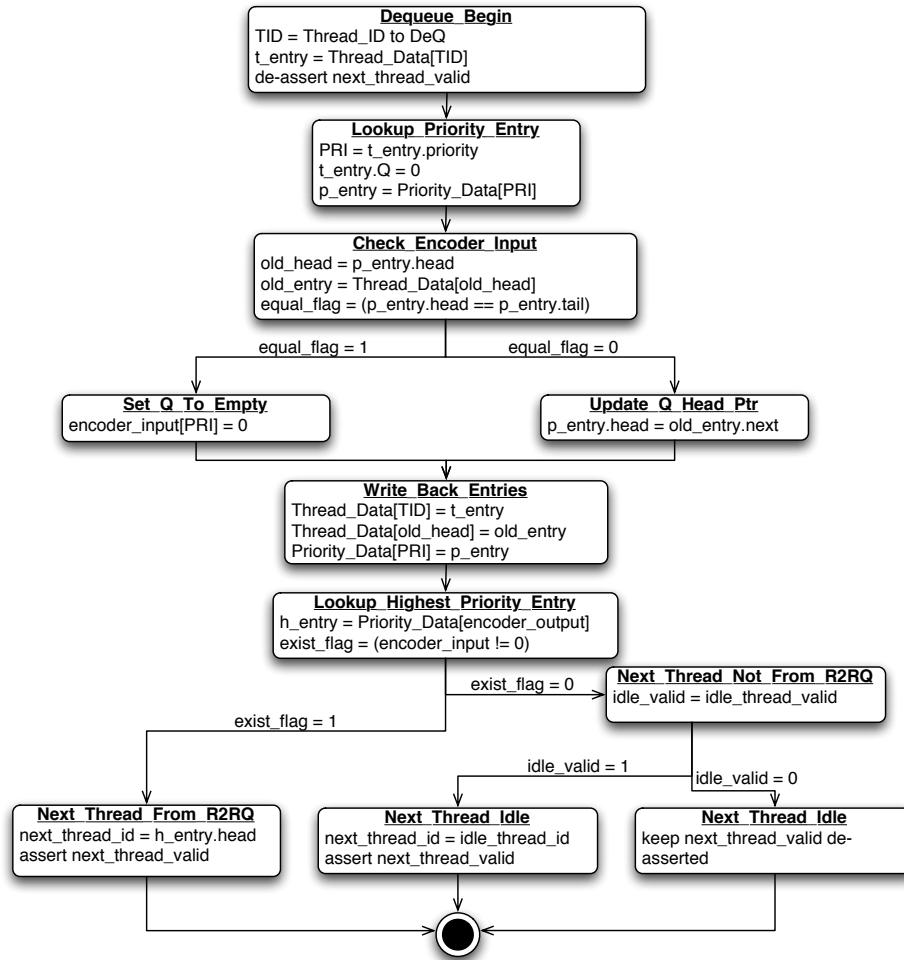 Dequeue_Begin
TID = Thread_ID to DeQ
t_entry = Thread_Data[TID]
de-assert next_thread_valid
Lookup_Priority_Entry
PRI = t_entry.priority
t_entry.Q = 0
p_entry = Priority_Data[PRI]
Check_Encoder_Input
old_head = p_entry.head
old_entry = Thread_Data[old_head]
equal_flag = (p_entry.head == p_entry.tail)
equal_flag = 1
equal_flag = 0
Set_Q_To_Empty
encoder_input[PRI] = 0
Update_Q_Head_Ptr
p_entry.head = old_entry.next
Write_Back_Entries
Thread_Data[TID] = t_entry
Thread_Data[old_head] = old_entry
Priority_Data[PRI] = p_entry
Lookup_Highest_Priority_Entry
h_entry = Priority_Data[encoder_output]
exist_flag = (encoder_input != 0)
exist_flag = 0
Next_Thread_Not_From_R2RQ
idle_valid = idle_thread_valid
exist_flag = 1
idle_valid = 1
idle_valid = 0
Next_Thread_From_R2RQ
next_thread_id = h_entry.head
assert next_thread_valid
Next_Thread_Idle
next_thread_id = idle_thread_id
assert next_thread_valid
Next_Thread_Idle
keep next_thread_valid de-
asserted